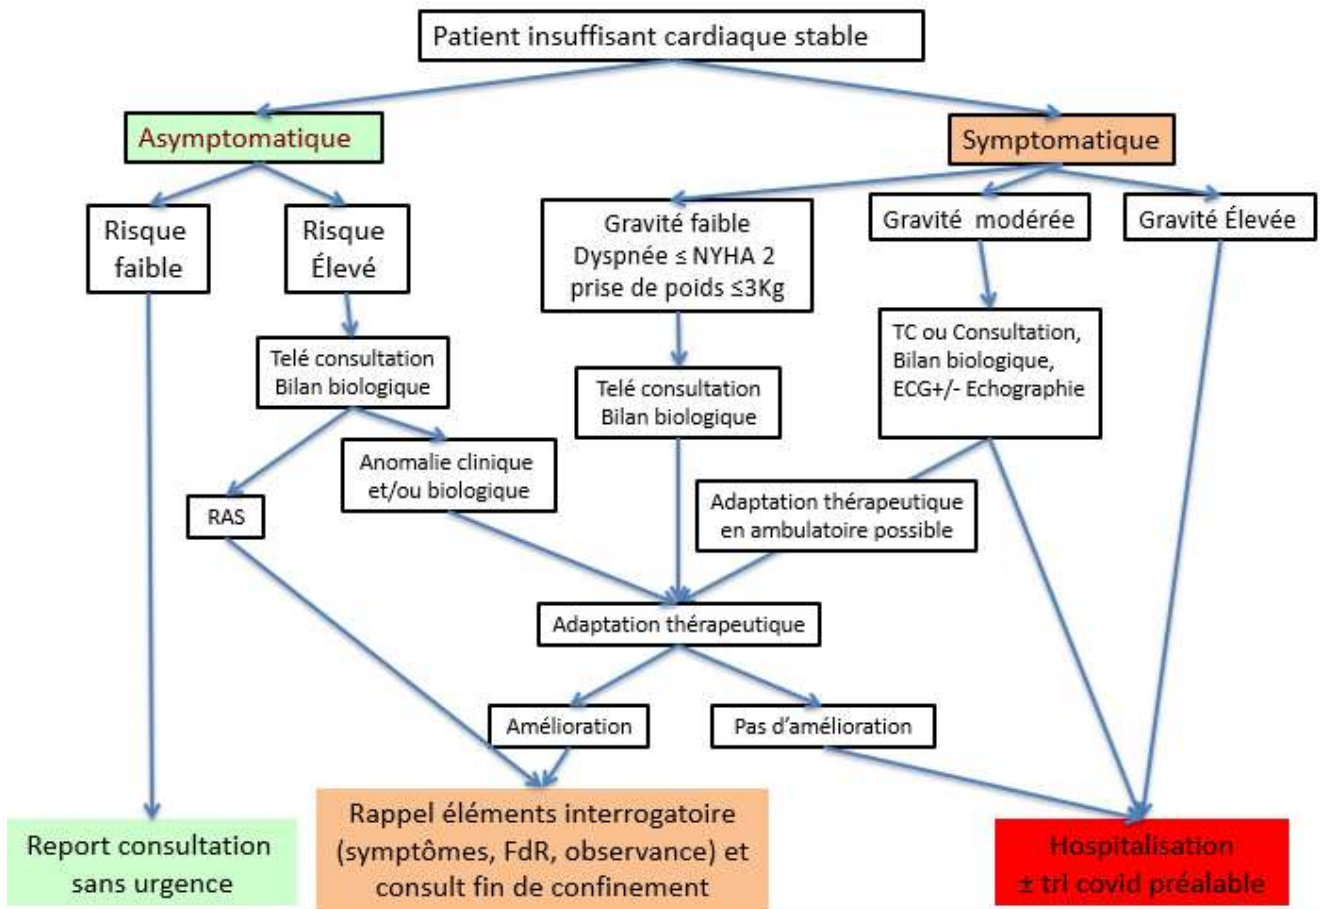 Patient insuffisant cardiaque stable
Asymptomatique
Symptomatique
Risque
faible
Risque
Élevé
Gravité faible
Dyspnée ≤ NYHA 2
prise de poids ≤3Kg
Gravité modérée
Gravité Élevée
Telé consultation
Bilan biologique
Telé consultation
Bilan biologique
TC ou Consultation,
Bilan biologique,
ECG+/- Echographie
RAS
Anomalie clinique
et/ou biologique
Adaptation thérapeutique
en ambulatoire possible
Adaptation thérapeutique
Amélioration
Pas d'amélioration
Report consultation
sans urgence
Rappel éléments interrogatoire
(symptômes, FdR, observance) et
consult fin de confinement
Hospitalisation
± tri covid préalable